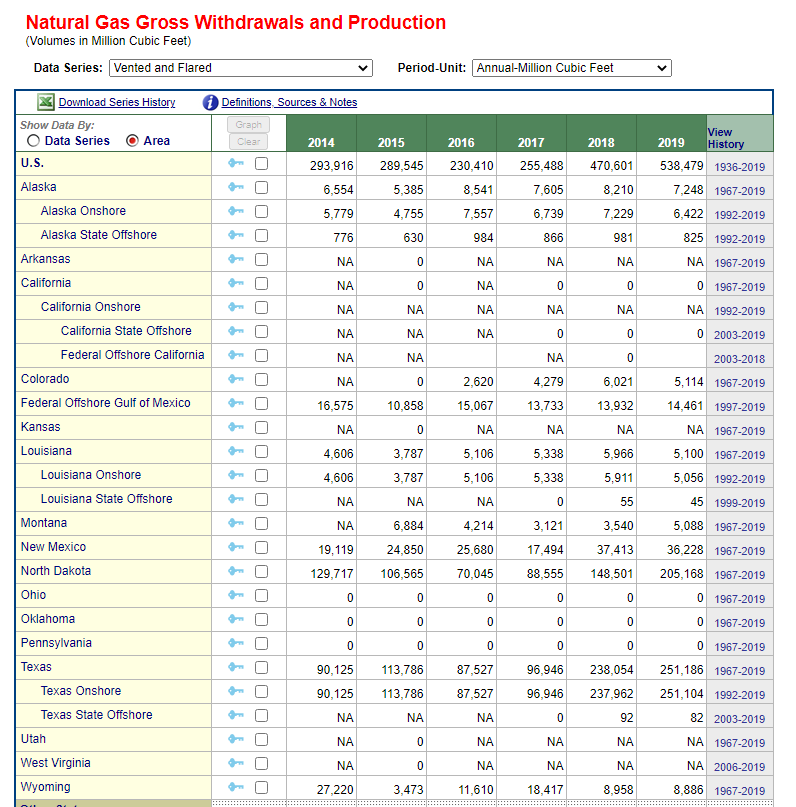 Natural Gas Gross Withdrawals and Production
(Volumes in Million Cubic Feet)
Data Series: Vented and Flared Period-Unit: Annual-Million Cubic Feet
Download Series History Definitions, Sources & Notes
Show Data By:
Data Series Area
Graph
Clear
2014 2015 2016 2017 2018 2019 View History
U.S. 293,916 289,545 230,410 255,488 470,601 538,479 1936-2019
Alaska 6,554 5,385 8,541 7,605 8,210 7,248 1967-2019
Alaska Onshore 5,779 4,755 7,557 6,739 7,229 6,422 1992-2019
Alaska State Offshore 776 630 984 866 981 825 1992-2019
Arkansas NA 0 NA NA NA NA 1967-2019
California NA 0 NA 0 0 0 1967-2019
California Onshore NA NA NA NA NA NA 1992-2019
California State Offshore NA NA NA 0 0 0 2003-2019
Federal Offshore California NA NA NA 0 2003-2018
Colorado NA 0 2,620 4,279 6,021 5,114 1967-2019
Federal Offshore Gulf of Mexico 16,575 10,858 15,067 13,733 13,932 14,461 1997-2019
Kansas NA 0 NA NA NA NA 1967-2019
Louisiana 4,606 3,787 5,106 5,338 5,966 5,100 1967-2019
Louisiana Onshore 4,606 3,787 5,106 5,338 5,911 5,056 1992-2019
Louisiana State Offshore NA NA NA 0 55 45 1999-2019
Montana NA 6,884 4,214 3,121 3,540 5,088 1967-2019
New Mexico 19,119 24,850 25,680 17,494 37,413 36,228 1967-2019
North Dakota 129,717 106,565 70,045 88,555 148,501 205,168 1967-2019
Ohio 0 0 0 0 0 0 1967-2019
Oklahoma 0 0 0 0 0 0 1967-2019
Pennsylvania 0 0 0 0 0 0 1967-2019
Texas 90,125 113,786 87,527 96,946 238,054 251,186 1967-2019
Texas Onshore 90,125 113,786 87,527 96,946 237,962 251,104 1992-2019
Texas State Offshore NA NA NA 0 92 82 2003-2019
Utah NA 0 NA NA NA NA 1967-2019
West Virginia NA 0 NA NA NA NA 2006-2019
Wyoming 27,220 3,473 11,610 18,417 8,958 8,886 1967-2019